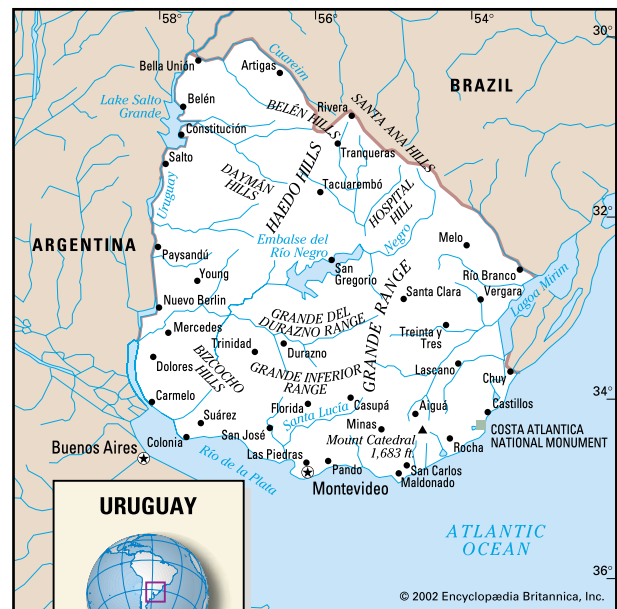 58°
56°
54°
30°
Bella Unión
Artigas
Cuareim
BRAZIL
Lake Salto
Grande
Belén
BELÉN HILLS
Rivera
SANTA ANA HILLS
Constitución
Tranqueras
Salto
DAYMÁN
HILLS
HAEDO HILLS
Tacuarembó
HOSPITAL
HILL
Uruguay
32°
ARGENTINA
Embalse del
Río Negro
Negro
Melo
Paysandú
Young
San
Gregorio
Río Branco
Nuevo Berlin
Santa Clara
Vergara
Lagoa Mirim
GRANDE DEL
DURAZNO RANGE
GRANDE RANGE
Mercedes
Trinidad
Durazno
Treinta y
Tres
Dolores
BIZCOCHO
HILLS
GRANDE INFERIOR
RANGE
Lascano
Chuy
34°
Carmelo
Florida
Casupá
Aiguá
Castillos
Suárez
Santa Lucía
Minas
COSTA ATLANTICA
NATIONAL MONUMENT
Buenos Aires
Colonia
San José
Mount Catedral
1,683 ft.
Rocha
Río de la Plata
Las Piedras
Pando
San Carlos
Maldonado
Montevideo
URUGUAY
ATLANTIC
OCEAN
36°
© 2002 Encyclopædia Britannica, Inc.